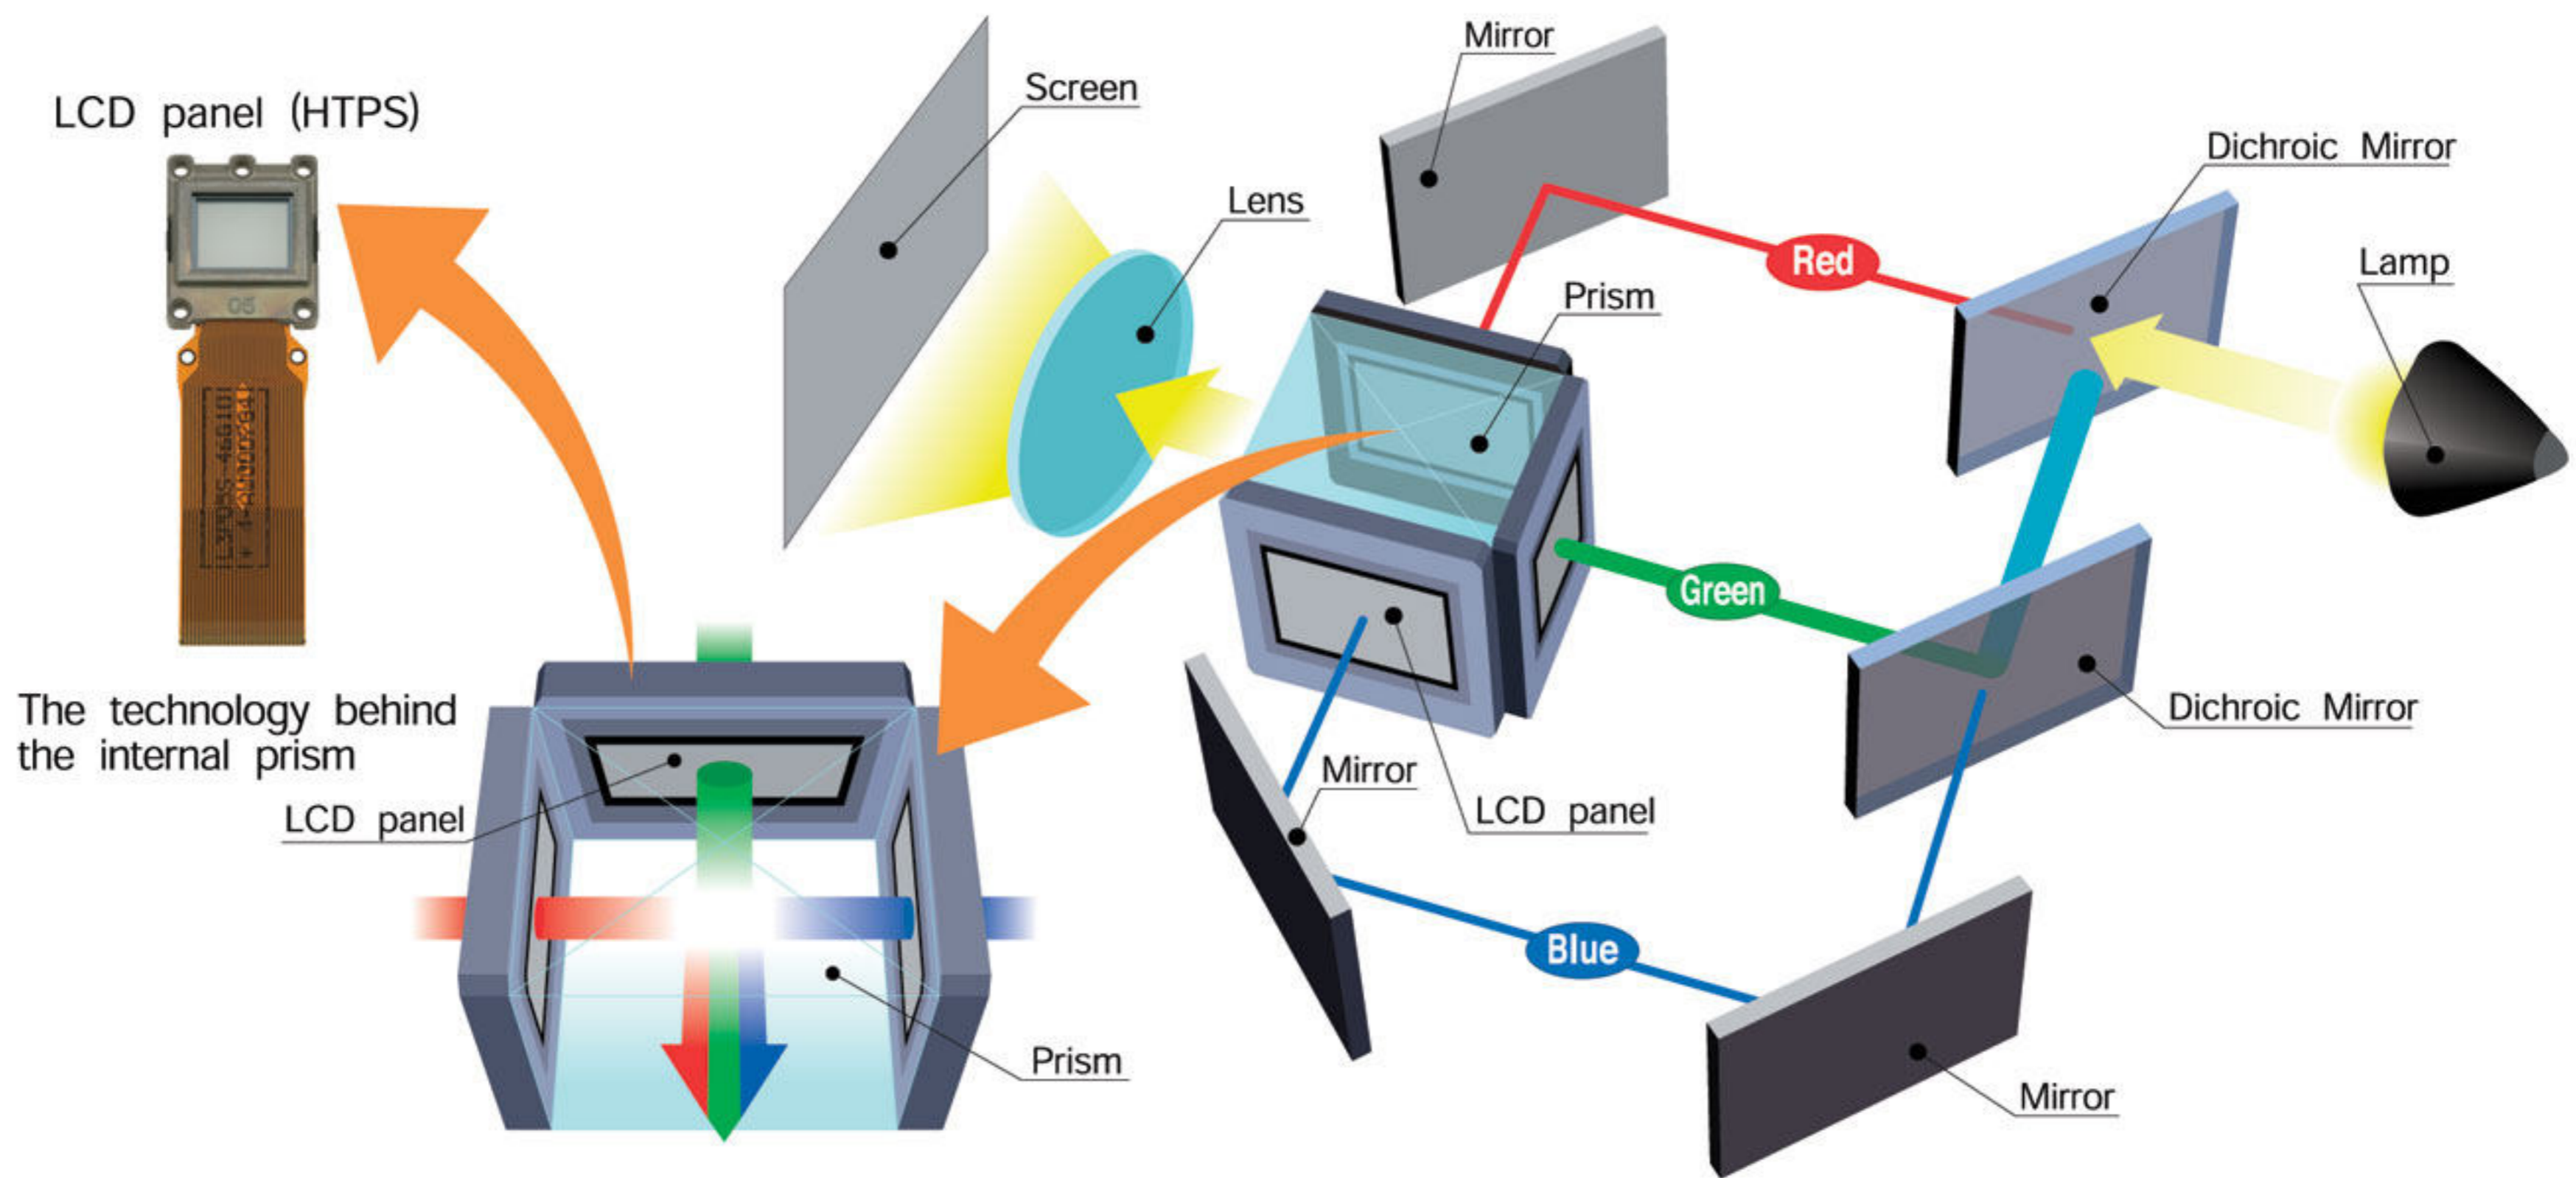 LCD panel (HTPS)
05
Screen
Lens
Mirror
Dichroic Mirror
Lamp
Red
Prism
Green
Dichroic Mirror
The technology behind
the internal prism
LCD panel
Mirror
LCD panel
Blue
Prism
Mirror